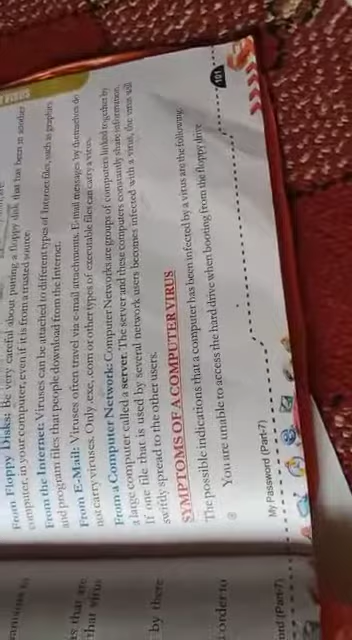 VIRUS
From Floppy Disks: Be very careful about putting a floppy disk that has been in another
computer, in your computer, even if it is from a trusted source.
From the Internet: Viruses can be attached to different types of Internet files, such as graphics
and program files that people download from the Internet.
From E-Mail: Viruses often travel via e-mail attachments. E-mail messages by themselves do
not carry viruses. Only .exe, com or other types of executable files can carry a virus.
From a Computer Network: Computer Networks are groups of computers linked together by
a large computer called a server. The server and these computers constantly share information.
If one file that is used by several network users becomes infected with a virus, the virus will
swiftly spread to the other users.
SYMPTOMS OF A COMPUTER VIRUS
The possible indications that a computer has been infected by a virus are the following.
You are unable to access the hard drive when booting from the floppy drive
My Password (Part-7)
101
is that are
that virus
by there
order to
ord (Part-7)